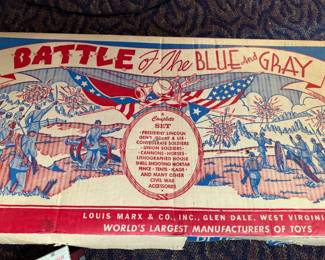 BATTLE of The BLUE and GRAY
Complete
SET
• PRESIDENT LINCOLN
GEN'S. GRANT & LEE
CONFEDERATE SOLDIERS
• UNION SOLDIERS •
CANNONS • HORSES
LITHOGRAPHED HOUSE
SHELL SHOOTING MORTAR
FENCE • TENTS • FLAGS
AND MANY OTHER
CIVIL WAR
ACCESSORIES
LOUIS MARX & CO., INC., GLEN DALE, WEST VIRGINI
WORLD'S LARGEST MANUFACTURERS OF TOYS